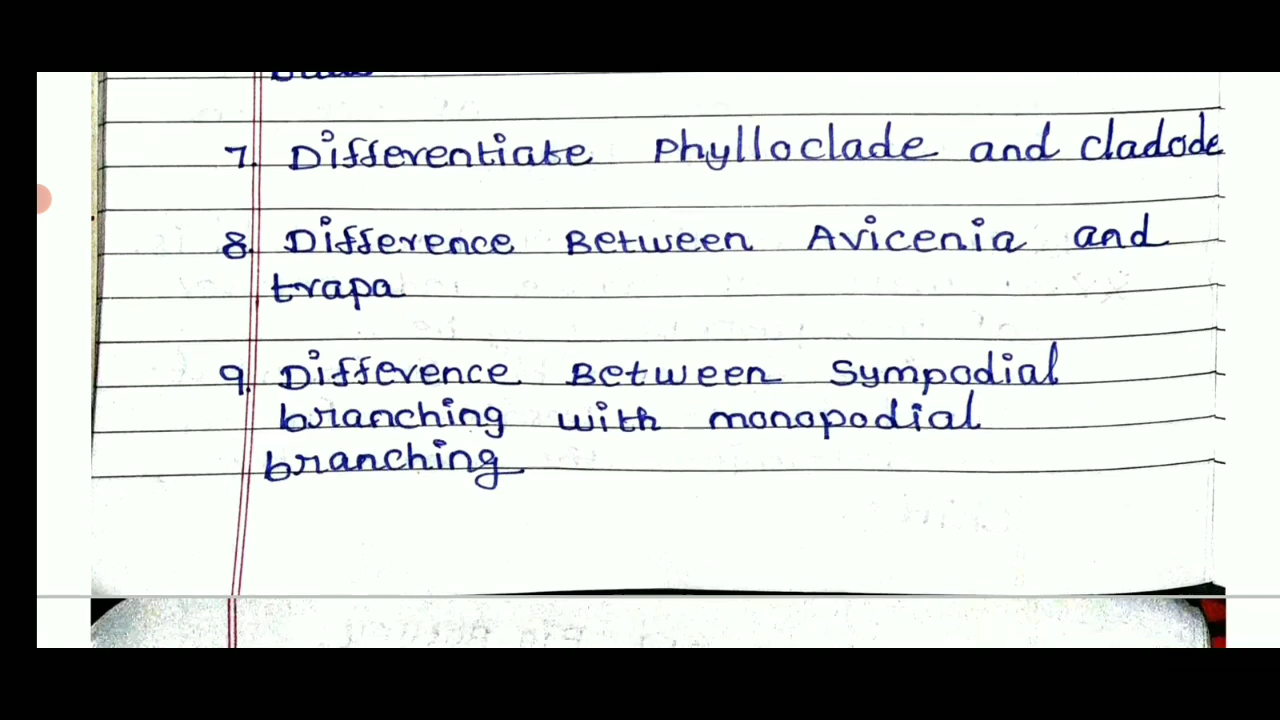 7. Differentiate Phylloclade and cladode
8. Difference Between Avicenia and
trapa
9. Difference Between Sympodial
branching with monopodial
branching